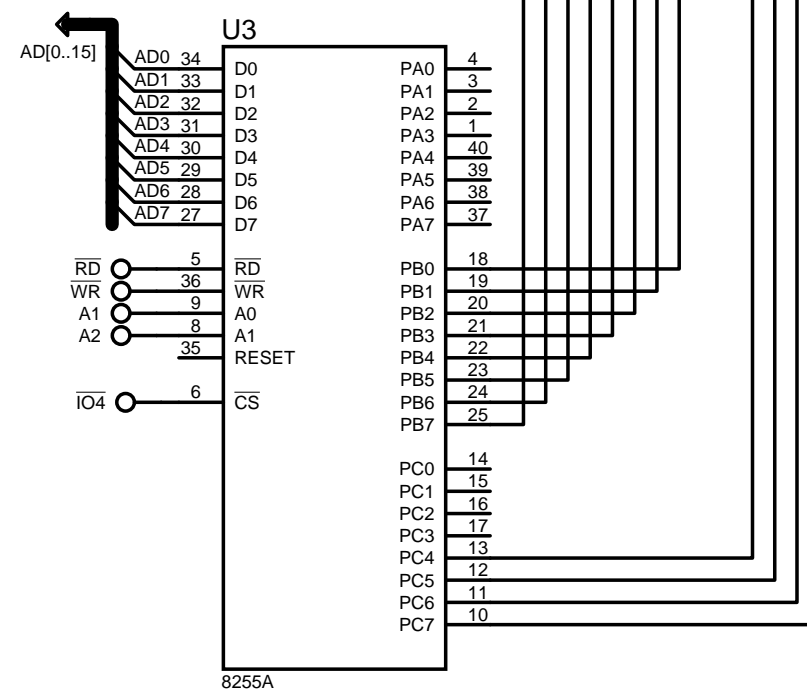 U3
AD[0..15]
AD0 34 D0 PA0 4
AD1 33 D1 PA1 3
AD2 32 D2 PA2 2
AD3 31 D3 PA3 1
AD4 30 D4 PA4 40
AD5 29 D5 PA5 39
AD6 28 D6 PA6 38
AD7 27 D7 PA7 37
RD 5 RD PB0 18
WR 36 WR PB1 19
A1 9 A0 PB2 20
A2 8 A1 PB3 21
35 RESET PB4 22
PB5 23
IO4 6 CS PB6 24
PB7 25
PC0 14
PC1 15
PC2 16
PC3 17
PC4 13
PC5 12
PC6 11
PC7 10
8255A